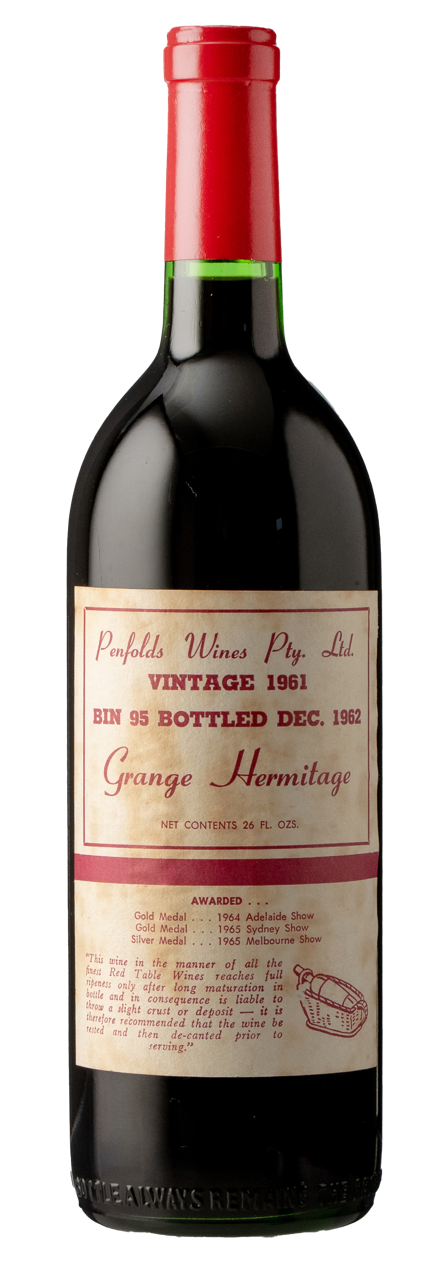 Penfolds Wines Pty. Ltd.
VINTAGE 1961
BIN 95 BOTTLED DEC. 1962
Grange Hermitage
NET CONTENTS 26 FL. OZS.
AWARDED . . .
Gold Medal . . . 1964 Adelaide Show
Gold Medal . . . 1965 Sydney Show
Silver Medal . . . 1965 Melbourne Show
"This wine in the manner of all the
finest Red Table Wines reaches full
ripeness only after long maturation in
bottle and in consequence is liable to
throw a slight crust or deposit — it is
therefore recommended that the wine be
tested and then de-canted prior to
serving."
ALWAYS REMAINS THE